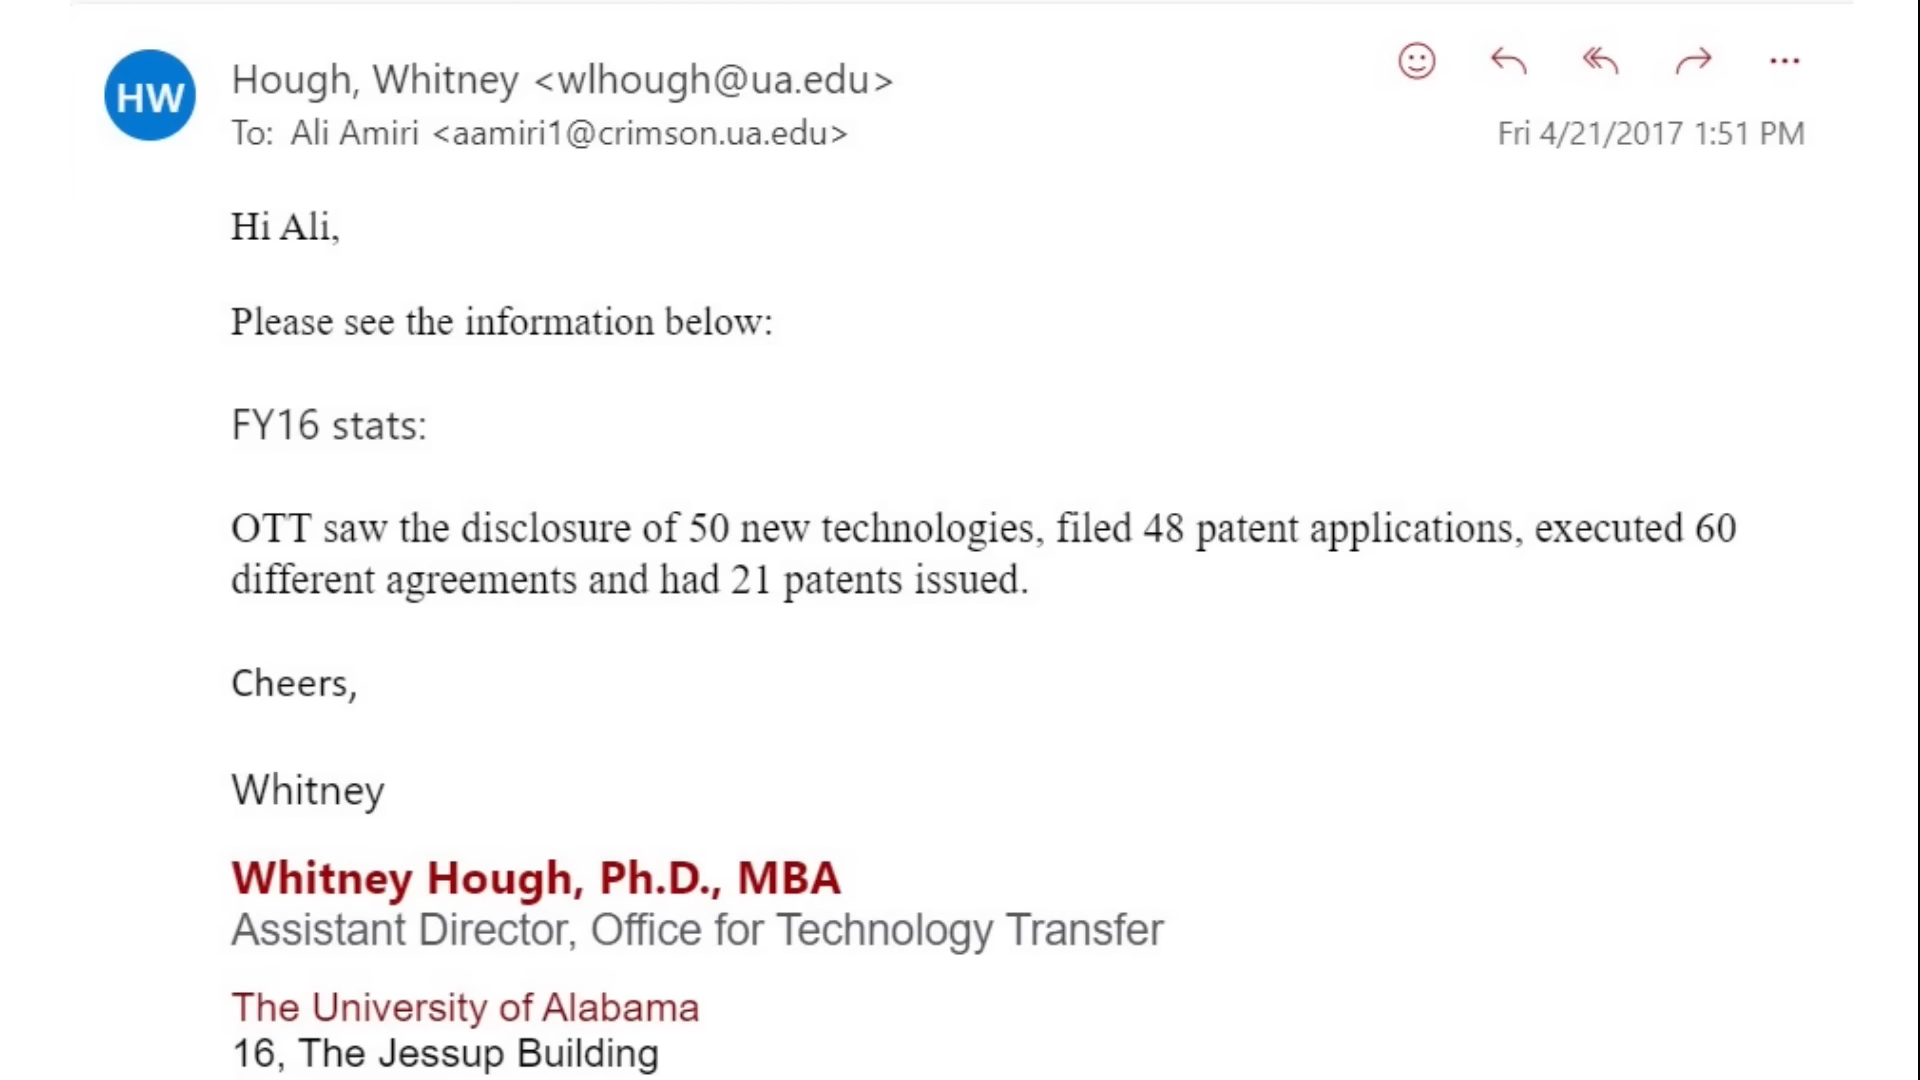 HW
Hough, Whitney <wlhough@ua.edu>
To: Ali Amiri <aamiri1@crimson.ua.edu>
Fri 4/21/2017 1:51 PM
Hi Ali,
Please see the information below:
FY16 stats:
OTT saw the disclosure of 50 new technologies, filed 48 patent applications, executed 60
different agreements and had 21 patents issued.
Cheers,
Whitney
Whitney Hough, Ph.D., MBA
Assistant Director, Office for Technology Transfer
The University of Alabama
16, The Jessup Building